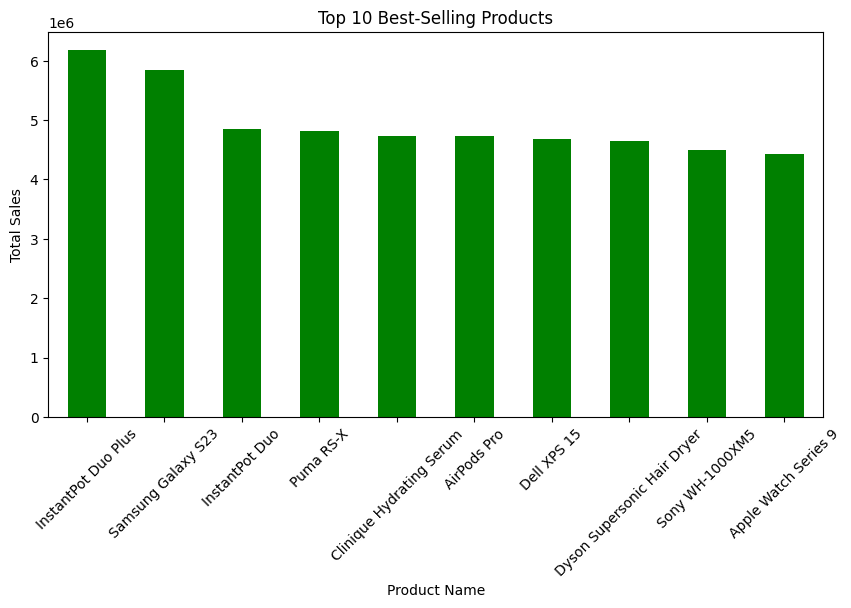 Top 10 Best-Selling Products
1e6
6
5
4
3
2
1
0
Total Sales
InstantPot Duo Plus
Samsung Galaxy S23
InstantPot Duo
Puma RS-X
Clinique Hydrating Serum
AirPods Pro
Dell XPS 15
Dyson Supersonic Hair Dryer
Sony WH-1000XM5
Apple Watch Series 9
Product Name